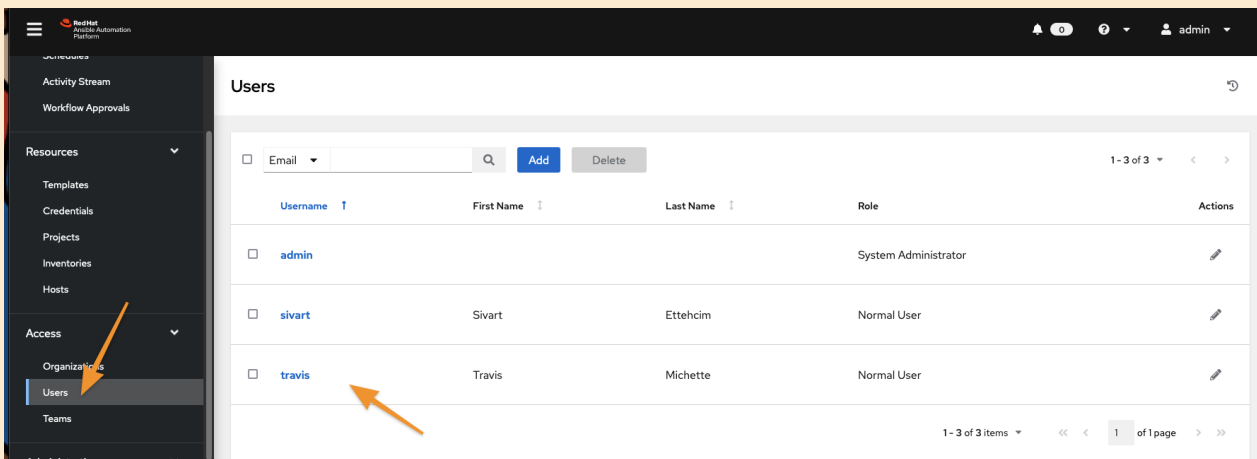 Red Hat
Ansible Automation
Platform
0
admin
Schedules
Activity Stream
Workflow Approvals
Resources
Templates
Credentials
Projects
Inventories
Hosts
Access
Organizations
Users
Teams
Users
Email
Add
Delete
1 - 3 of 3
Username First Name Last Name Role Actions
admin System Administrator
sivart Sivart Ettehcim Normal User
travis Travis Michette Normal User
1 - 3 of 3 items 1 of 1 page